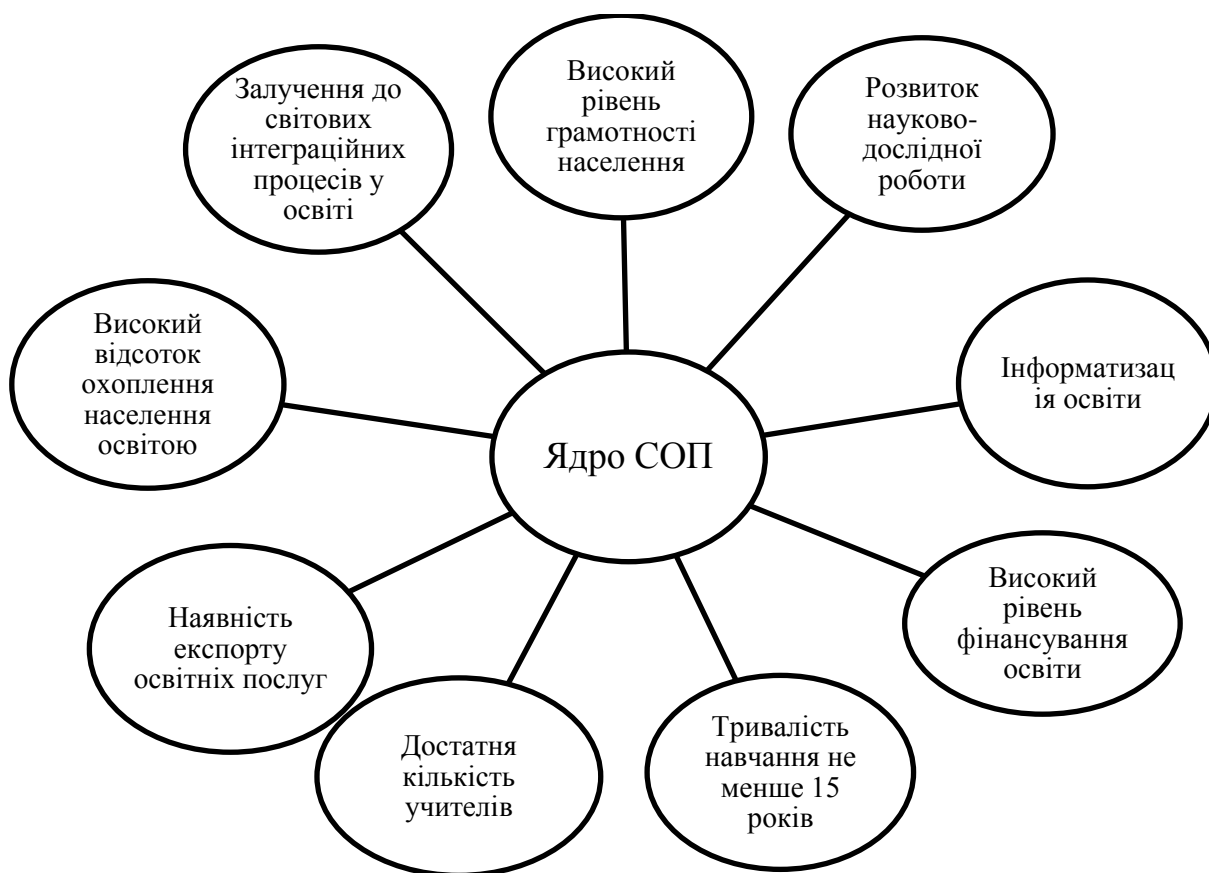 Залучення до
світових
інтеграційних
процесів у
освіті
Високий
рівень
грамотності
населення
Розвиток
науково-
дослідної
роботи
Високий
відсоток
охоплення
населення
освітою
Інформатизац
ія освіти
Ядро СОП
Наявність
експорту
освітніх послуг
Високий
рівень
фінансування
освіти
Достатня
кількість
учителів
Тривалість
навчання не
менше 15
років